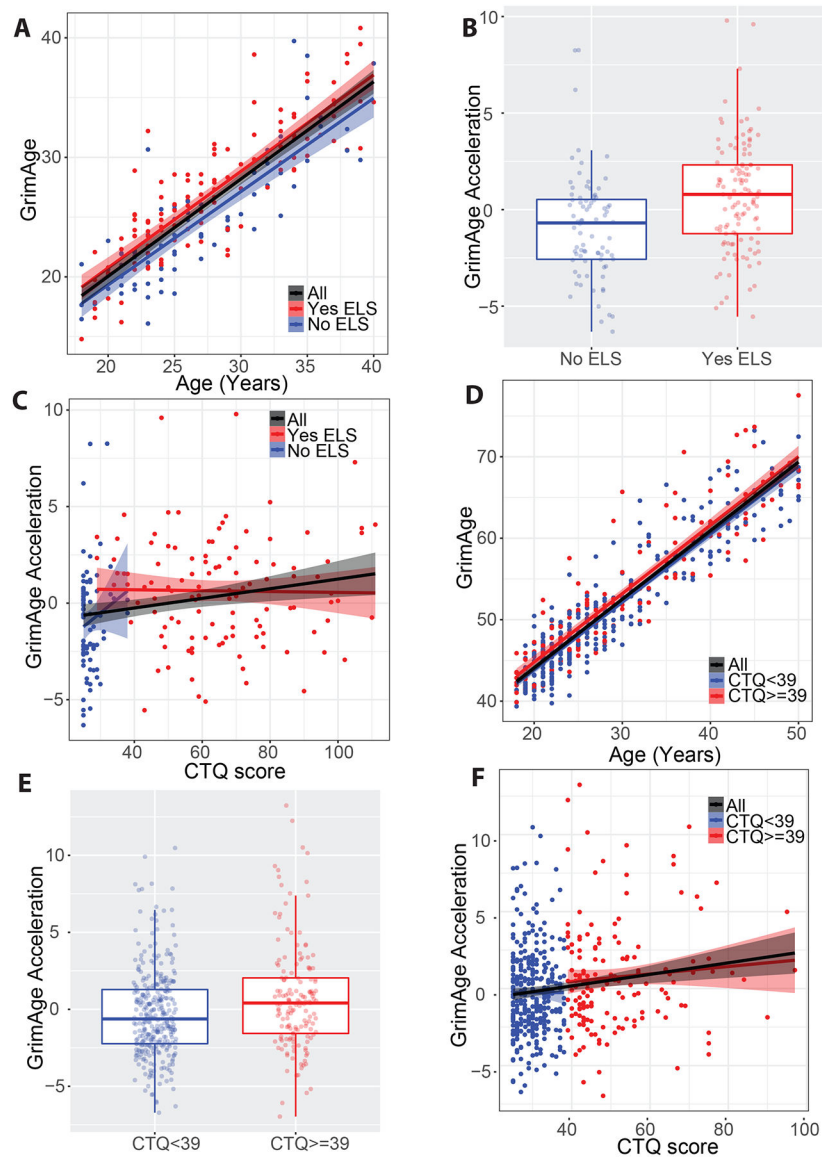 A
GrimAge
40
30
20
All
Yes ELS
No ELS
20
25
30
35
40
Age (Years)
B
GrimAge Acceleration
10
5
0
−5
No ELS
Yes ELS
C
GrimAge Acceleration
10
5
0
−5
All
Yes ELS
No ELS
40
60
80
100
CTQ score
D
GrimAge
70
60
50
40
All
CTQ<39
CTQ>=39
20
30
40
50
Age (Years)
E
GrimAge Acceleration
10
5
0
−5
CTQ<39
CTQ>=39
F
GrimAge Acceleration
10
5
0
−5
All
CTQ<39
CTQ>=39
40
60
80
100
CTQ score